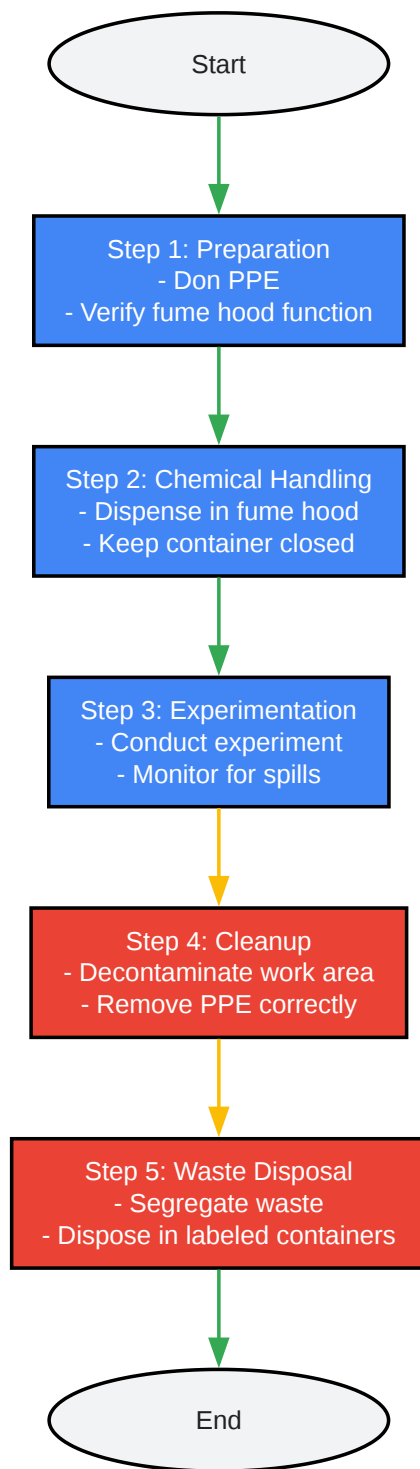 Start
Step 1: Preparation
- Don PPE
- Verify fume hood function
Step 2: Chemical Handling
- Dispense in fume hood
- Keep container closed
Step 3: Experimentation
- Conduct experiment
- Monitor for spills
Step 4: Cleanup
- Decontaminate work area
- Remove PPE correctly
Step 5: Waste Disposal
- Segregate waste
- Dispose in labeled containers
End